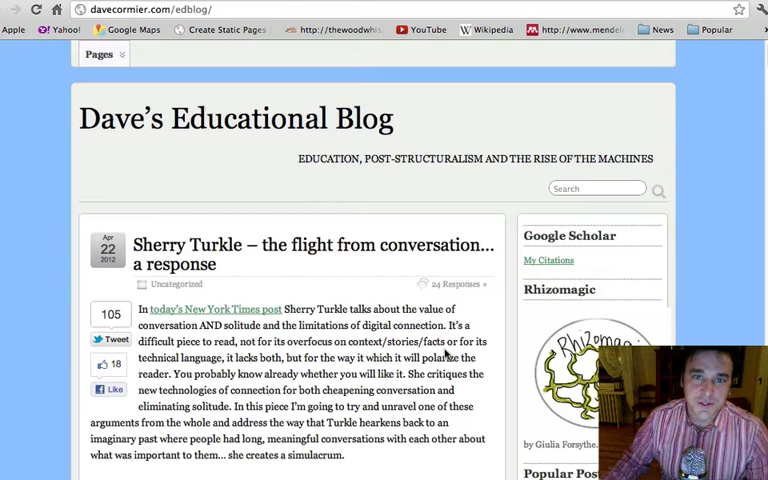 davecormier.com/edblog/
Apple Yahoo! Google Maps Create Static Pages http://thewoodwhis YouTube Wikipedia http://www.mendel News Popular
Pages
Dave's Educational Blog
EDUCATION, POST-STRUCTURALISM AND THE RISE OF THE MACHINES
Search
Apr
22
2012
Sherry Turkle – the flight from conversation…
a response
Uncategorized
24 Responses »
105
Tweet
18
Like
In today's New York Times post Sherry Turkle talks about the value of
conversation AND solitude and the limitations of digital connection. It's a
difficult piece to read, not for its overfocus on context/stories/facts or for its
technical language, it lacks both, but for the way it which it will polarize the
reader. You probably know already whether you will like it. She critiques the
new technologies of connection for both cheapening conversation and
eliminating solitude. In this piece I'm going to try and unravel one of these
arguments from the whole and address the way that Turkle hearkens back to an
imaginary past where people had long, meaningful conversations with each other about
what was important to them… she creates a simulacrum.
Google Scholar
My Citations
Rhizomagic
Rhizomagi
by Giulia Forsythe.
Popular Pos